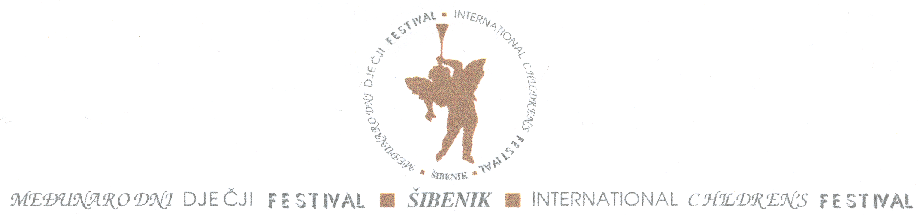 MEĐUNARODNI DJEČJI FESTIVAL ▪ INTERNATIONAL CHILDRENS FESTIVAL ▪ ŠIBENIK ▪
MEĐUNARODNI DJEČJI FESTIVAL ■ ŠIBENIK ■ INTERNATIONAL CHILDRENS FESTIVAL